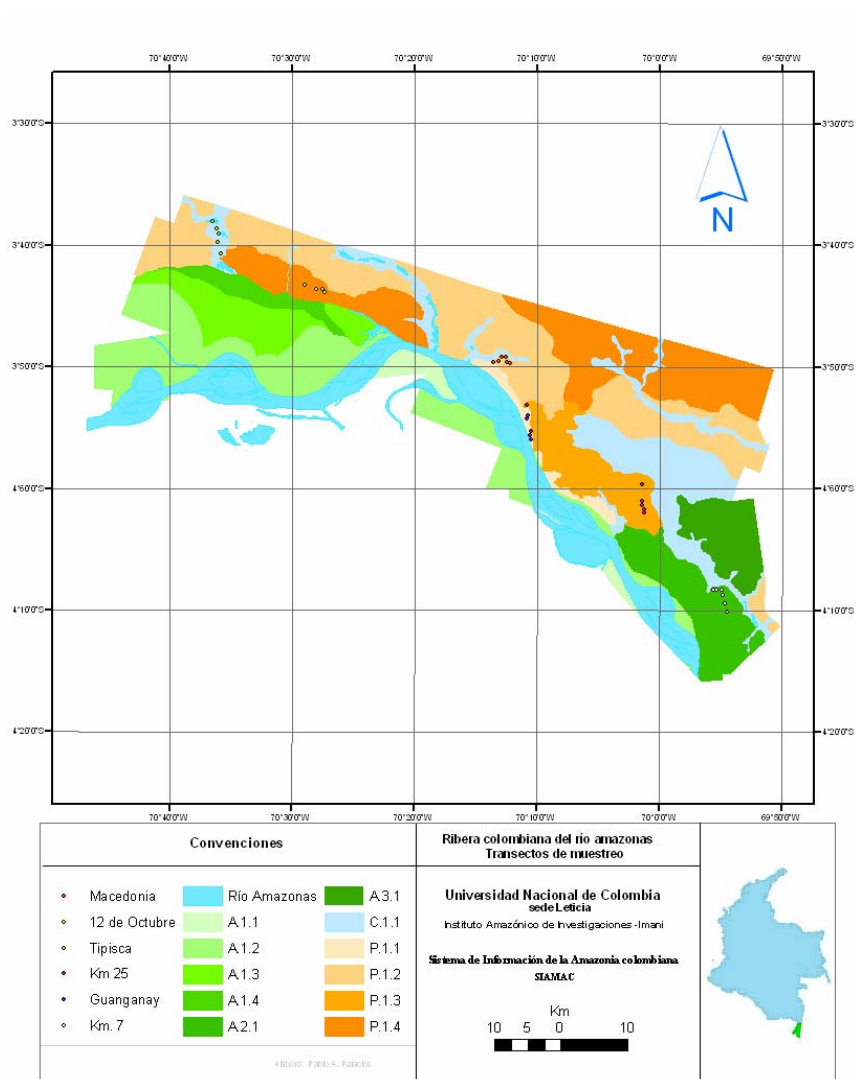 70°40'0"W 70°30'0"W 70°20'0"W 70°10'0"W 70°0'0"W 69°50'0"W
3°30'0"S 3°30'0"S
N
3°40'0"S 3°40'0"S
3°50'0"S 3°50'0"S
4°10'0"S 4°10'0"S
4°20'0"S 4°20'0"S
70°40'0"W 70°30'0"W 70°20'0"W 70°10'0"W 70°0'0"W 69°50'0"W
Convenciones
Macedonia
12 de Octubre
Tipisca
Km 25
Guanganay
Km. 7
Río Amazonas
A.1.1
A.1.2
A.1.3
A.1.4
A.2.1
A.3.1
C.1.1
P.1.1
P.1.2
P.1.3
P.1.4
elaboró: Pablo A. Palacios
Ribera colombiana del río amazonas
Transectos de muestreo
Universidad Nacional de Colombia
sede Leticia
Instituto Amazónico de Investigaciones -Imani
Sistema de Información de la Amazonia colombiana
SIAMAC
Km
10 5 0 10